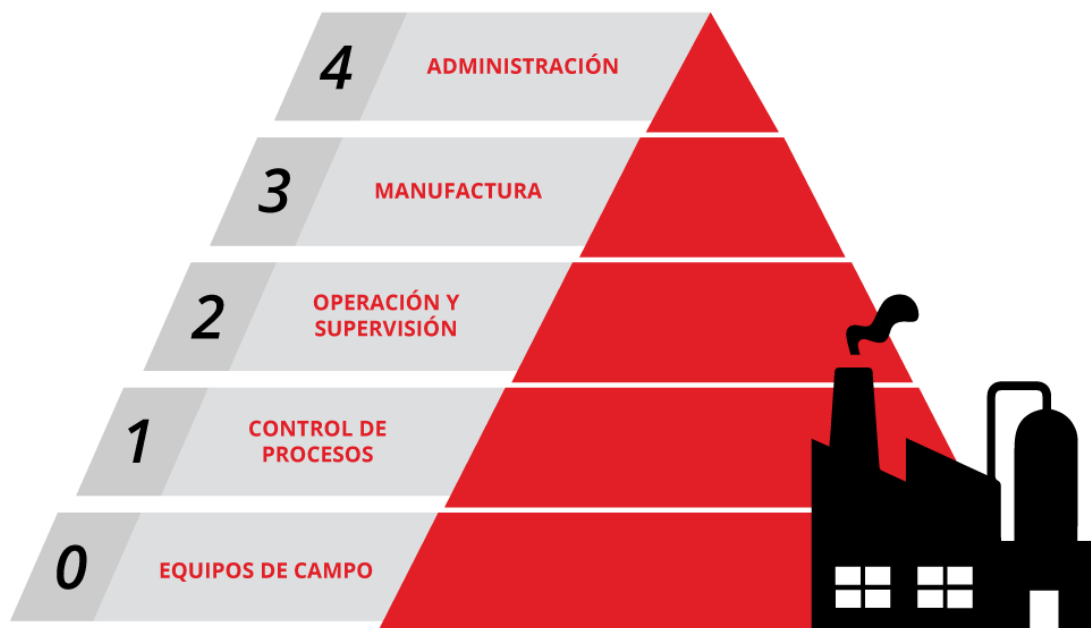 4
ADMINISTRACIÓN
3
MANUFACTURA
2
OPERACIÓN Y
SUPERVISIÓN
1
CONTROL DE
PROCESOS
0
EQUIPOS DE CAMPO